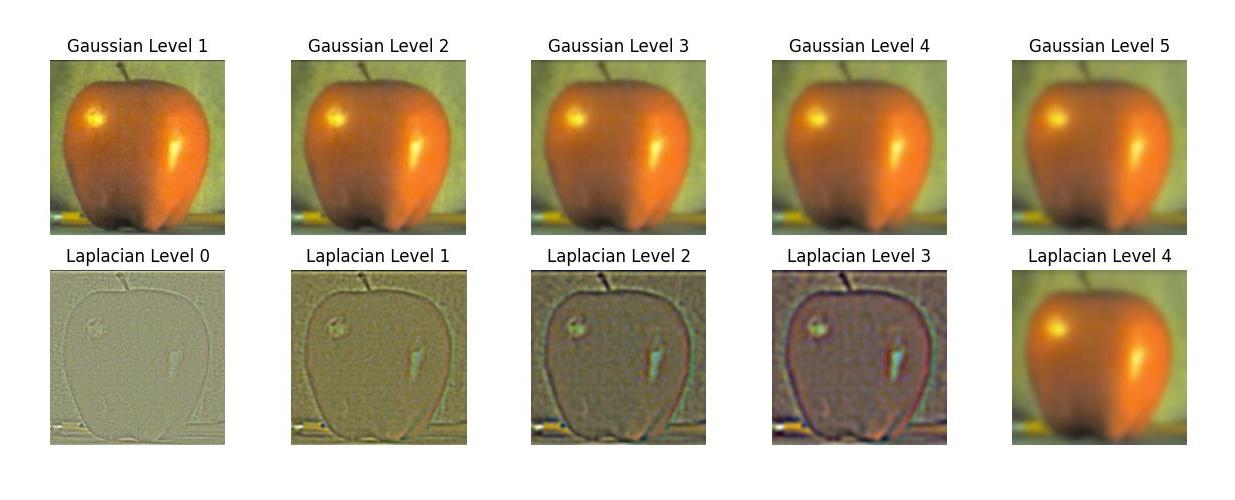 Gaussian Level 1
Gaussian Level 2
Gaussian Level 3
Gaussian Level 4
Gaussian Level 5
Laplacian Level 0
Laplacian Level 1
Laplacian Level 2
Laplacian Level 3
Laplacian Level 4